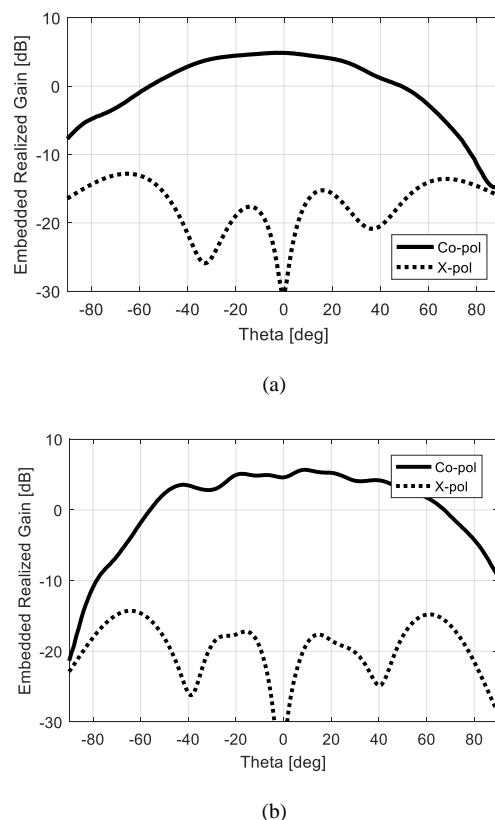 10
0
-10
-20
-30
Embedded Realized Gain [dB]
Co-pol
X-pol
-80 -60 -40 -20 0 20 40 60 80
Theta [deg]
(a)
10
0
-10
-20
-30
Embedded Realized Gain [dB]
Co-pol
X-pol
-80 -60 -40 -20 0 20 40 60 80
Theta [deg]
(b)